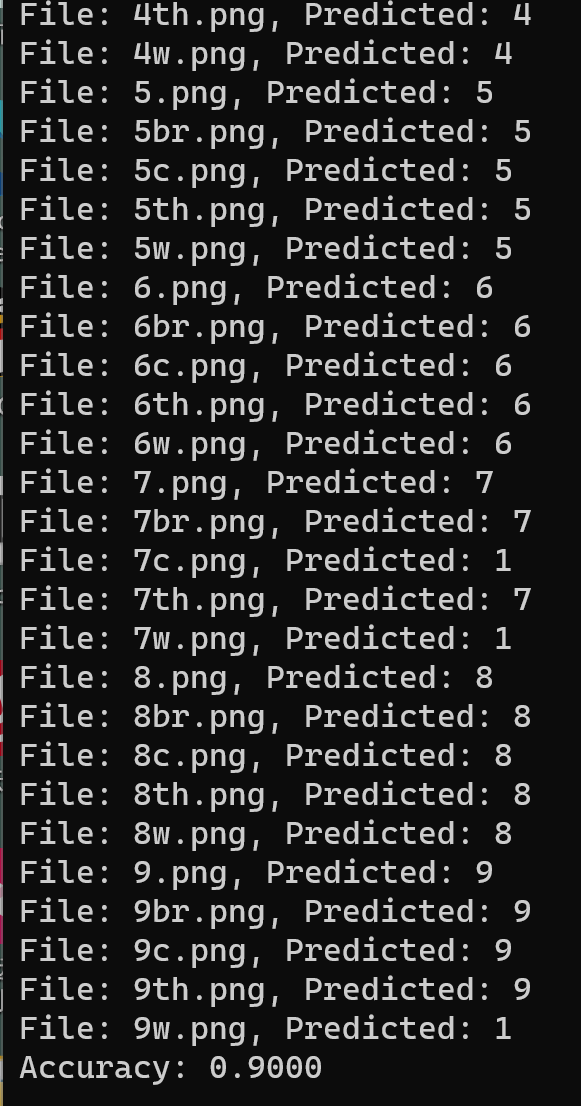 File: 4th.png, Predicted: 4
File: 4w.png, Predicted: 4
File: 5.png, Predicted: 5
File: 5br.png, Predicted: 5
File: 5c.png, Predicted: 5
File: 5th.png, Predicted: 5
File: 5w.png, Predicted: 5
File: 6.png, Predicted: 6
File: 6br.png, Predicted: 6
File: 6c.png, Predicted: 6
File: 6th.png, Predicted: 6
File: 6w.png, Predicted: 6
File: 7.png, Predicted: 7
File: 7br.png, Predicted: 7
File: 7c.png, Predicted: 1
File: 7th.png, Predicted: 7
File: 7w.png, Predicted: 1
File: 8.png, Predicted: 8
File: 8br.png, Predicted: 8
File: 8c.png, Predicted: 8
File: 8th.png, Predicted: 8
File: 8w.png, Predicted: 8
File: 9.png, Predicted: 9
File: 9br.png, Predicted: 9
File: 9c.png, Predicted: 9
File: 9th.png, Predicted: 9
File: 9w.png, Predicted: 1
Accuracy: 0.9000